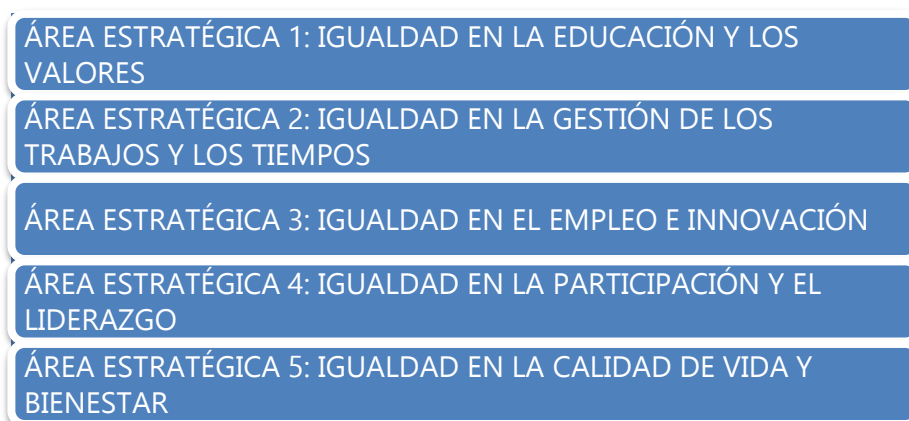 ÁREA ESTRATÉGICA 1: IGUALDAD EN LA EDUCACIÓN Y LOS
VALORES
ÁREA ESTRATÉGICA 2: IGUALDAD EN LA GESTIÓN DE LOS
TRABAJOS Y LOS TIEMPOS
ÁREA ESTRATÉGICA 3: IGUALDAD EN EL EMPLEO E INNOVACIÓN
ÁREA ESTRATÉGICA 4: IGUALDAD EN LA PARTICIPACIÓN Y EL
LIDERAZGO
ÁREA ESTRATÉGICA 5: IGUALDAD EN LA CALIDAD DE VIDA Y
BIENESTAR